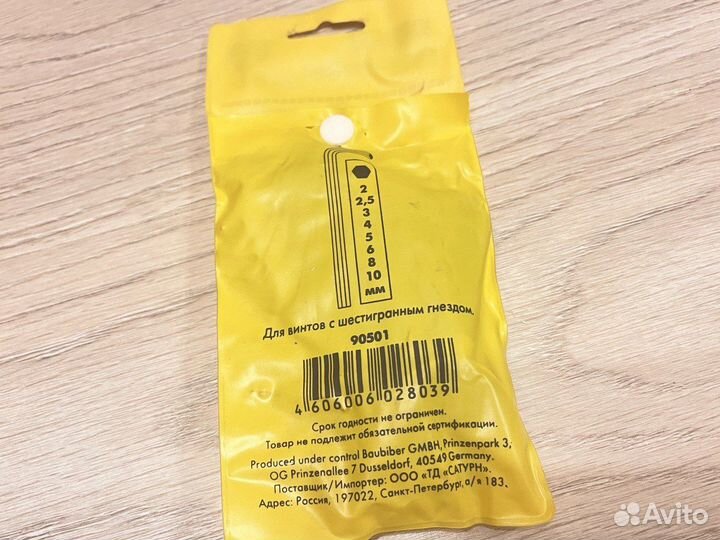 2
2,5
3
4
5
6
8
10
мм
Для винтов с шестигранным гнездом.
90501
4 606006 028039
Срок годности не ограничен.
Товар не подлежит обязательной сертификации.
Produced under control Baubiber GMBH, Prinzenpark 3,
OG Prinzenallee 7 Dusseldorf, 40549 Germany.
Поставщик/Импортер: ООО «ТД «САТУРН».
Адрес: Россия, 197022, Санкт-Петербург, а/я 183.
Avito